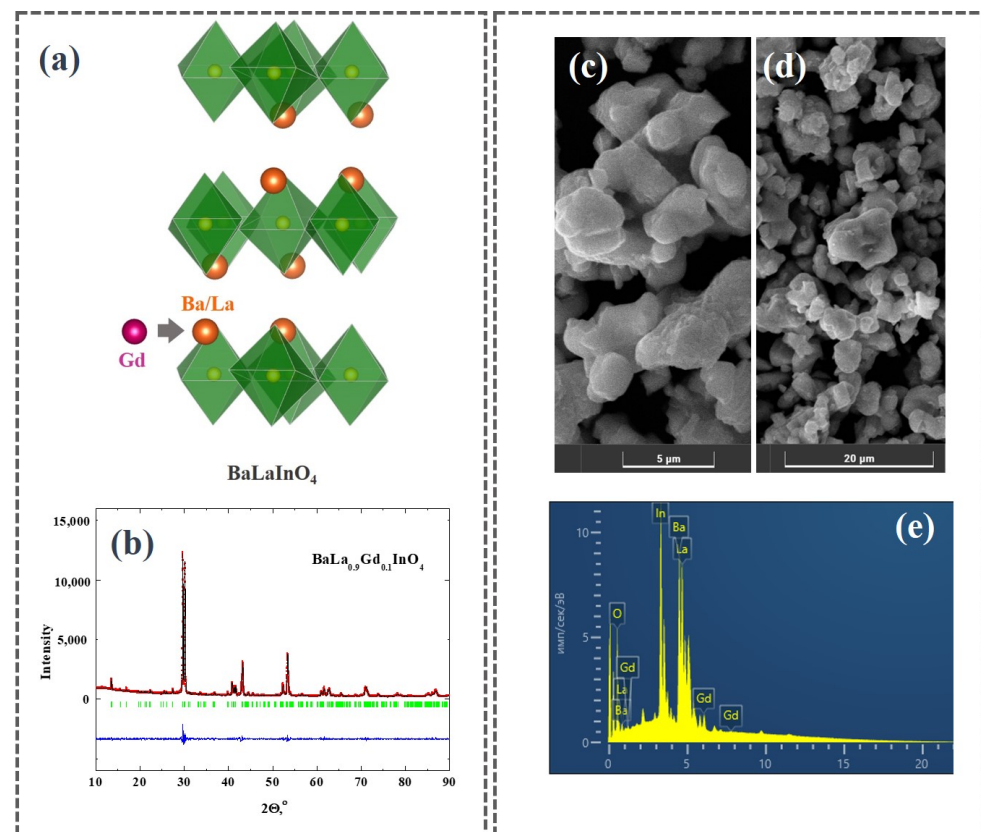 (a)
Ba/La
Gd
BaLaInO₄
(b)
BaLa₀.₉Gd₀.₁InO₄
15,000
10,000
5,000
0
Intensity
10 20 30 40 50 60 70 80 90
2Θ,°
(c)
5 µm
(d)
20 µm
(e)
In
Ba
La
O
Gd
La
Ba
Gd
Gd
имп/сек/эВ
10
5
0
0 5 10 15 20